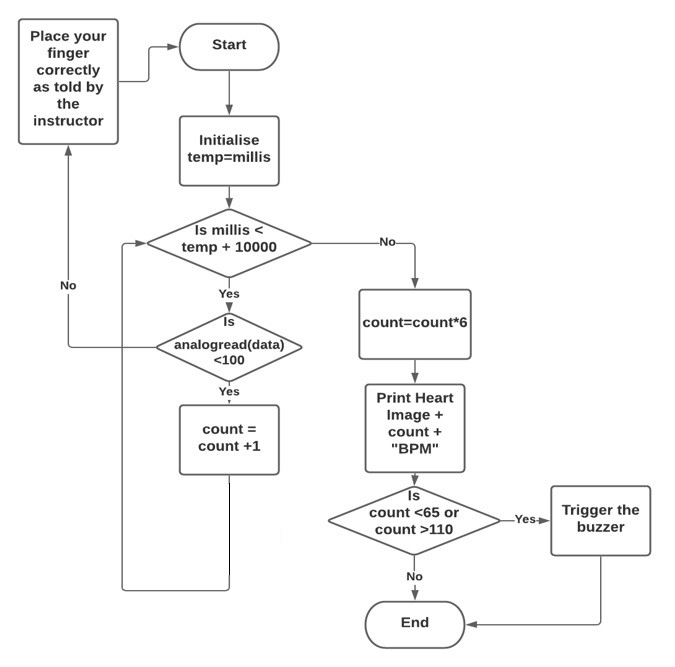 Place your
finger
correctly
as told by
the
instructor
Start
Initialise
temp=millis
Is millis <
temp + 10000
No
Yes
No
Is
analogread(data)
<100
Yes
count =
count +1
count=count*6
Print Heart
Image +
count +
"BPM"
Is
count <65 or
count >110
Yes
Trigger the
buzzer
No
End